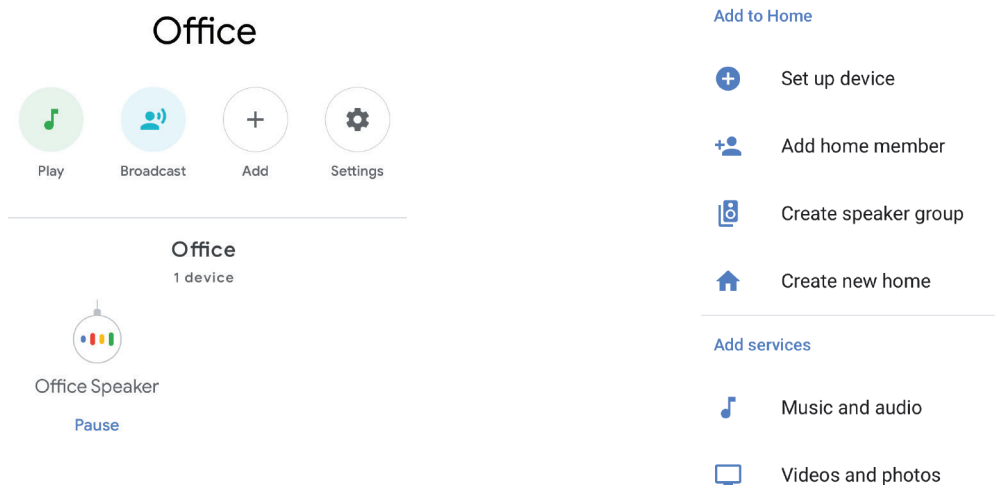 Office
Play
Broadcast
Add
Settings
Office
1 device
Office Speaker
Pause
Add to Home
Set up device
Add home member
Create speaker group
Create new home
Add services
Music and audio
Videos and photos